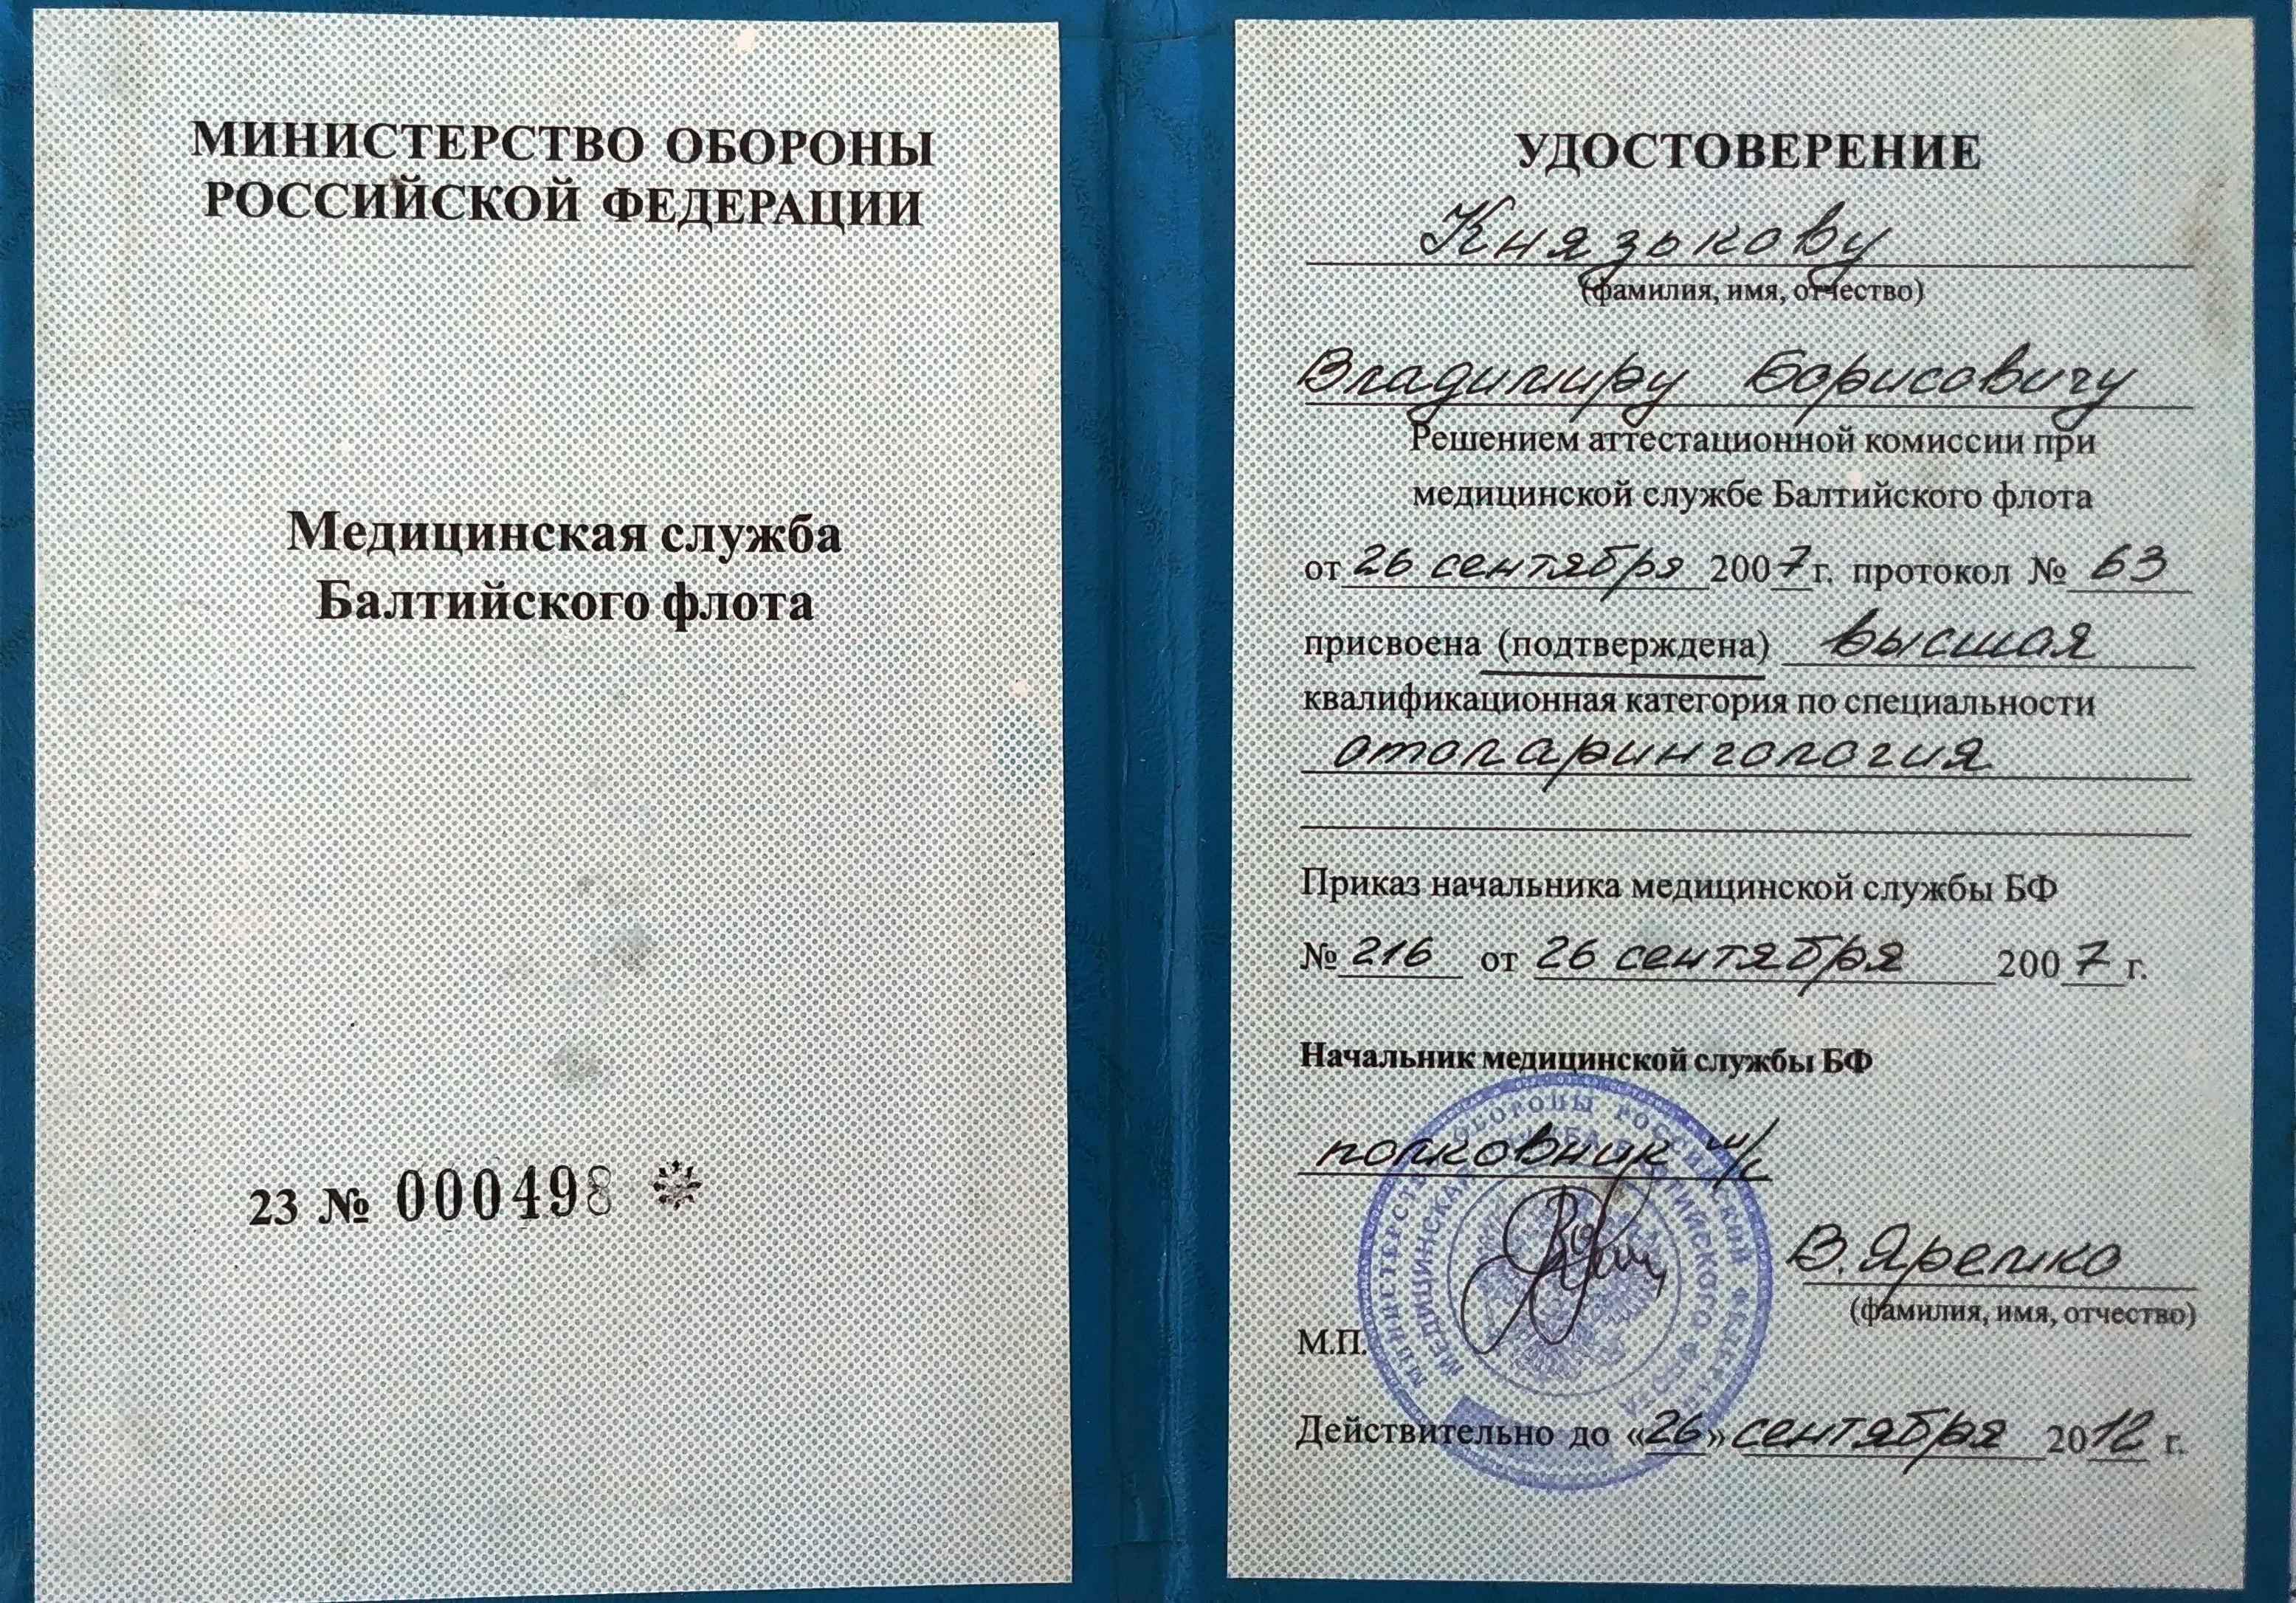 МИНИСТЕРСТВО ОБОРОНЫ
РОССИЙСКОЙ ФЕДЕРАЦИИ
Медицинская служба
Балтийского флота
23 № 000498 *
УДОСТОВЕРЕНИЕ
Князькову
(фамилия, имя, отчество)
Владимиру Борисовичу
Решением аттестационной комиссии при
медицинской службе Балтийского флота
от 26 сентября 2007 г. протокол № 63
присвоена (подтверждена) высшая
квалификационная категория по специальности
отоларингология
Приказ начальника медицинской службы БФ
№ 216 от 26 сентября 2007 г.
Начальник медицинской службы БФ
полковник м/с
В. Яремко
(фамилия, имя, отчество)
М.П.
МИНИСТЕРСТВО ОБОРОНЫ РОССИЙСКОЙ ФЕДЕРАЦИИ
МЕДИЦИНСКАЯ СЛУЖБА БАЛТИЙСКОГО ФЛОТА
Действительно до «26» сентября 2012 г.